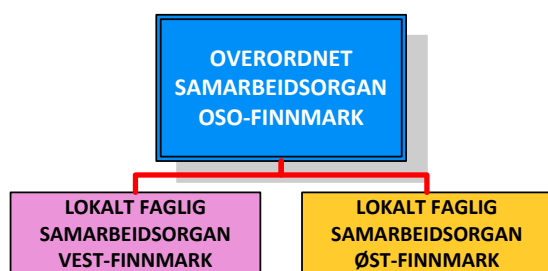 OVERORDNET
SAMARBEIDSORGAN
OSO-FINNMARK
LOKALT FAGLIG
SAMARBEIDSORGAN
VEST-FINNMARK
LOKALT FAGLIG
SAMARBEIDSORGAN
ØST-FINNMARK